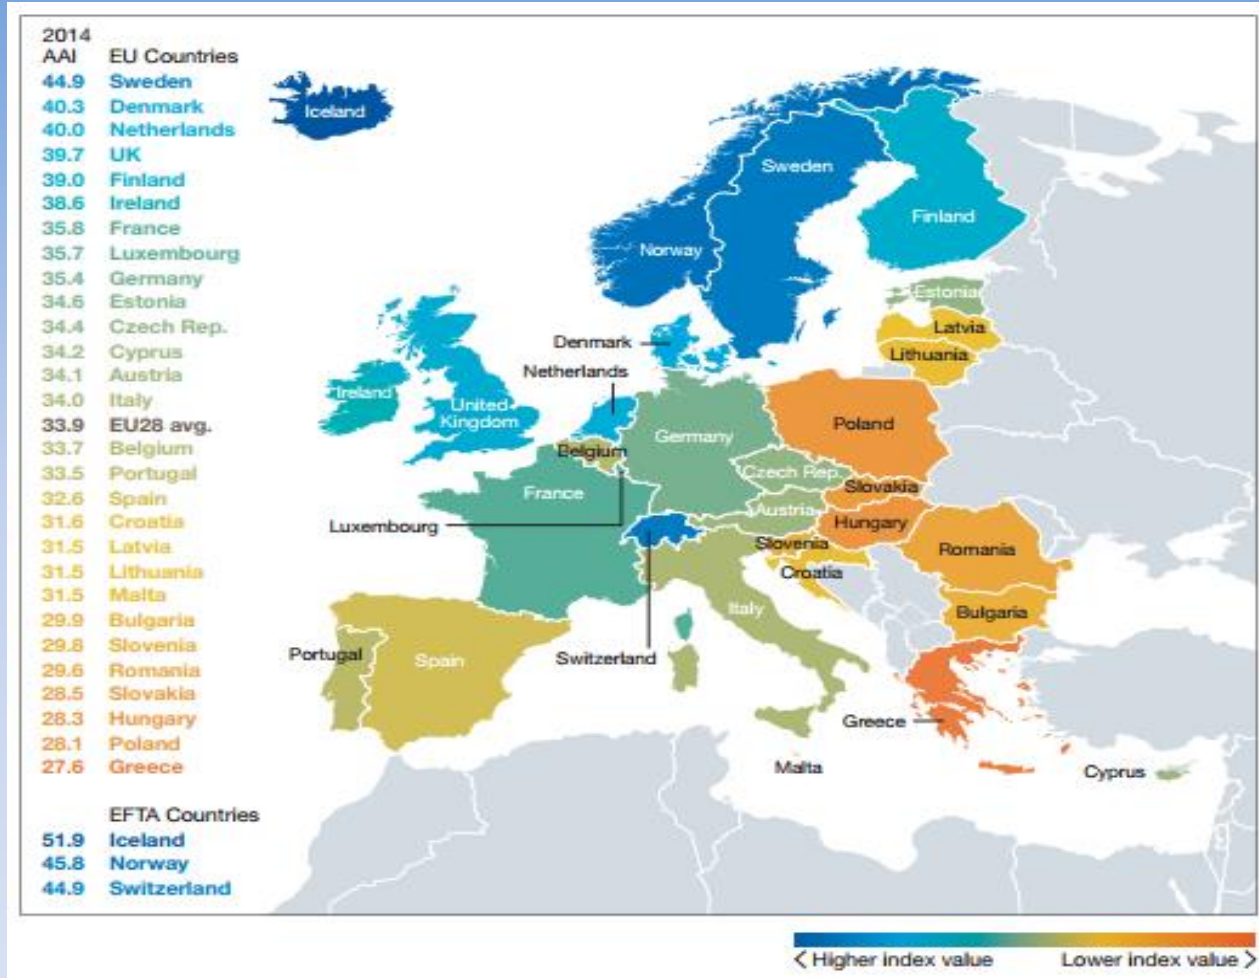 2014
AAI EU Countries
44.9 Sweden
40.3 Denmark
40.0 Netherlands
39.7 UK
39.0 Finland
38.6 Ireland
35.8 France
35.7 Luxembourg
35.4 Germany
34.6 Estonia
34.4 Czech Rep.
34.2 Cyprus
34.1 Austria
34.0 Italy
33.9 EU28 avg.
33.7 Belgium
33.5 Portugal
32.6 Spain
31.6 Croatia
31.5 Latvia
31.5 Lithuania
31.5 Malta
29.9 Bulgaria
29.8 Slovenia
29.6 Romania
28.5 Slovakia
28.3 Hungary
28.1 Poland
27.6 Greece
EFTA Countries
51.9 Iceland
45.8 Norway
44.9 Switzerland
Iceland
Sweden
Finland
Norway
Estonia
Latvia
Lithuania
Denmark
Netherlands
Ireland
United
Kingdom
Poland
Germany
Belgium
Czech Rep.
Slovakia
France
Austria
Luxembourg
Hungary
Slovenia
Romania
Croatia
Italy
Bulgaria
Portugal
Spain
Switzerland
Greece
Malta
Cyprus
< Higher index value
Lower index value >